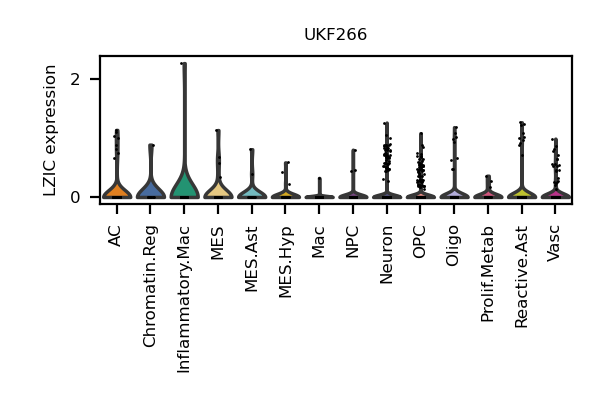 UKF266
LZIC expression
2
0
AC
Chromatin.Reg
Inflammatory.Mac
MES
MES.Ast
MES.Hyp
Mac
NPC
Neuron
OPC
Oligo
Prolif.Metab
Reactive.Ast
Vasc